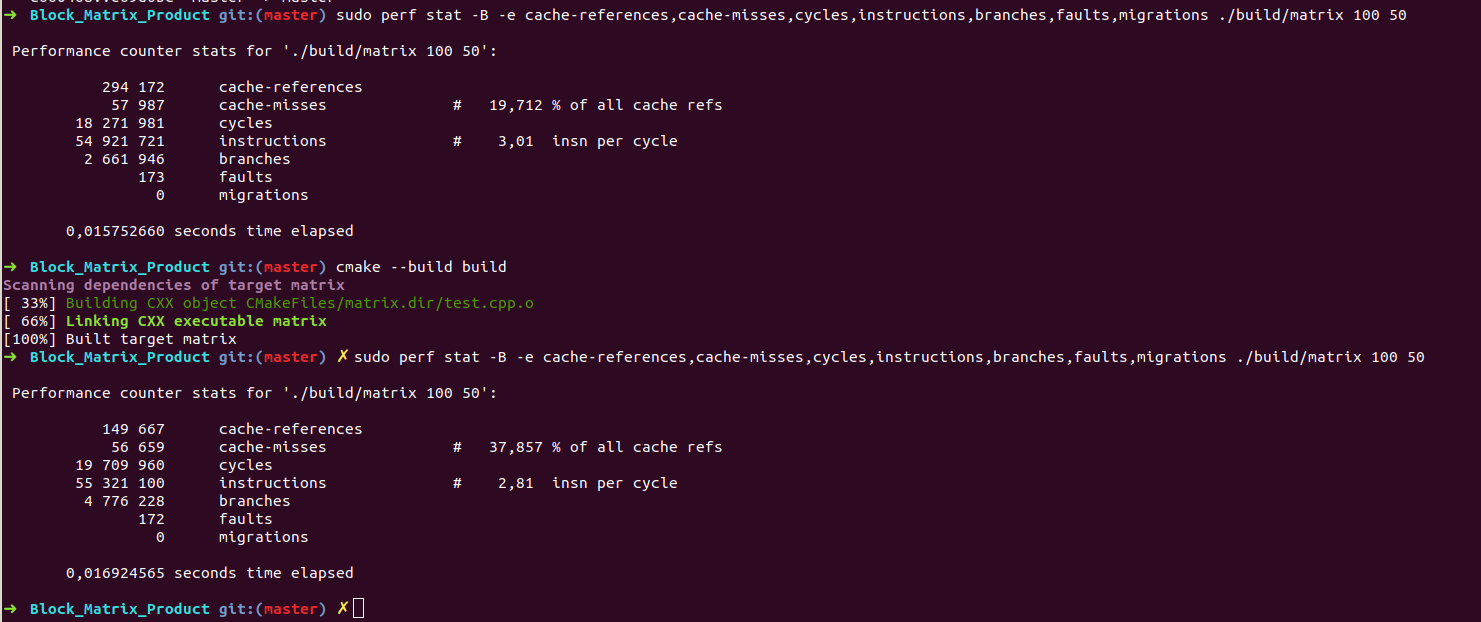 ➜ Block_Matrix_Product git:(master) sudo perf stat -B -e cache-references,cache-misses,cycles,instructions,branches,faults,migrations ./build/matrix 100 50
Performance counter stats for './build/matrix 100 50':
294 172 cache-references
57 987 cache-misses # 19,712 % of all cache refs
18 271 981 cycles
54 921 721 instructions # 3,01 insn per cycle
2 661 946 branches
173 faults
0 migrations
0,015752660 seconds time elapsed
➜ Block_Matrix_Product git:(master) cmake --build build
Scanning dependencies of target matrix
[ 33%] Building CXX object CMakeFiles/matrix.dir/test.cpp.o
[ 66%] Linking CXX executable matrix
[100%] Built target matrix
➜ Block_Matrix_Product git:(master) ✗ sudo perf stat -B -e cache-references,cache-misses,cycles,instructions,branches,faults,migrations ./build/matrix 100 50
Performance counter stats for './build/matrix 100 50':
149 667 cache-references
56 659 cache-misses # 37,857 % of all cache refs
19 709 960 cycles
55 321 100 instructions # 2,81 insn per cycle
4 776 228 branches
172 faults
0 migrations
0,016924565 seconds time elapsed
➜ Block_Matrix_Product git:(master) ✗